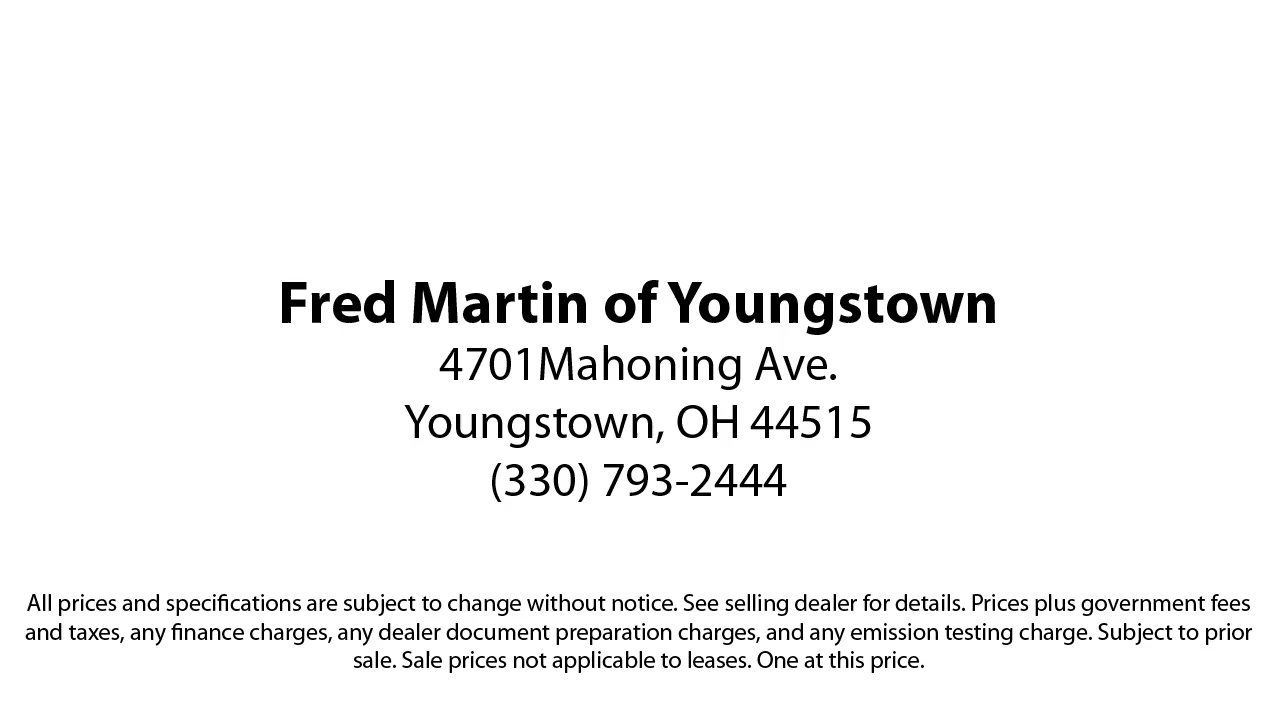 Fred Martin of Youngstown
4701Mahoning Ave.
Youngstown, OH 44515
(330) 793-2444
All prices and specifications are subject to change without notice. See selling dealer for details. Prices plus government fees
and taxes, any finance charges, any dealer document preparation charges, and any emission testing charge. Subject to prior
sale. Sale prices not applicable to leases. One at this price.